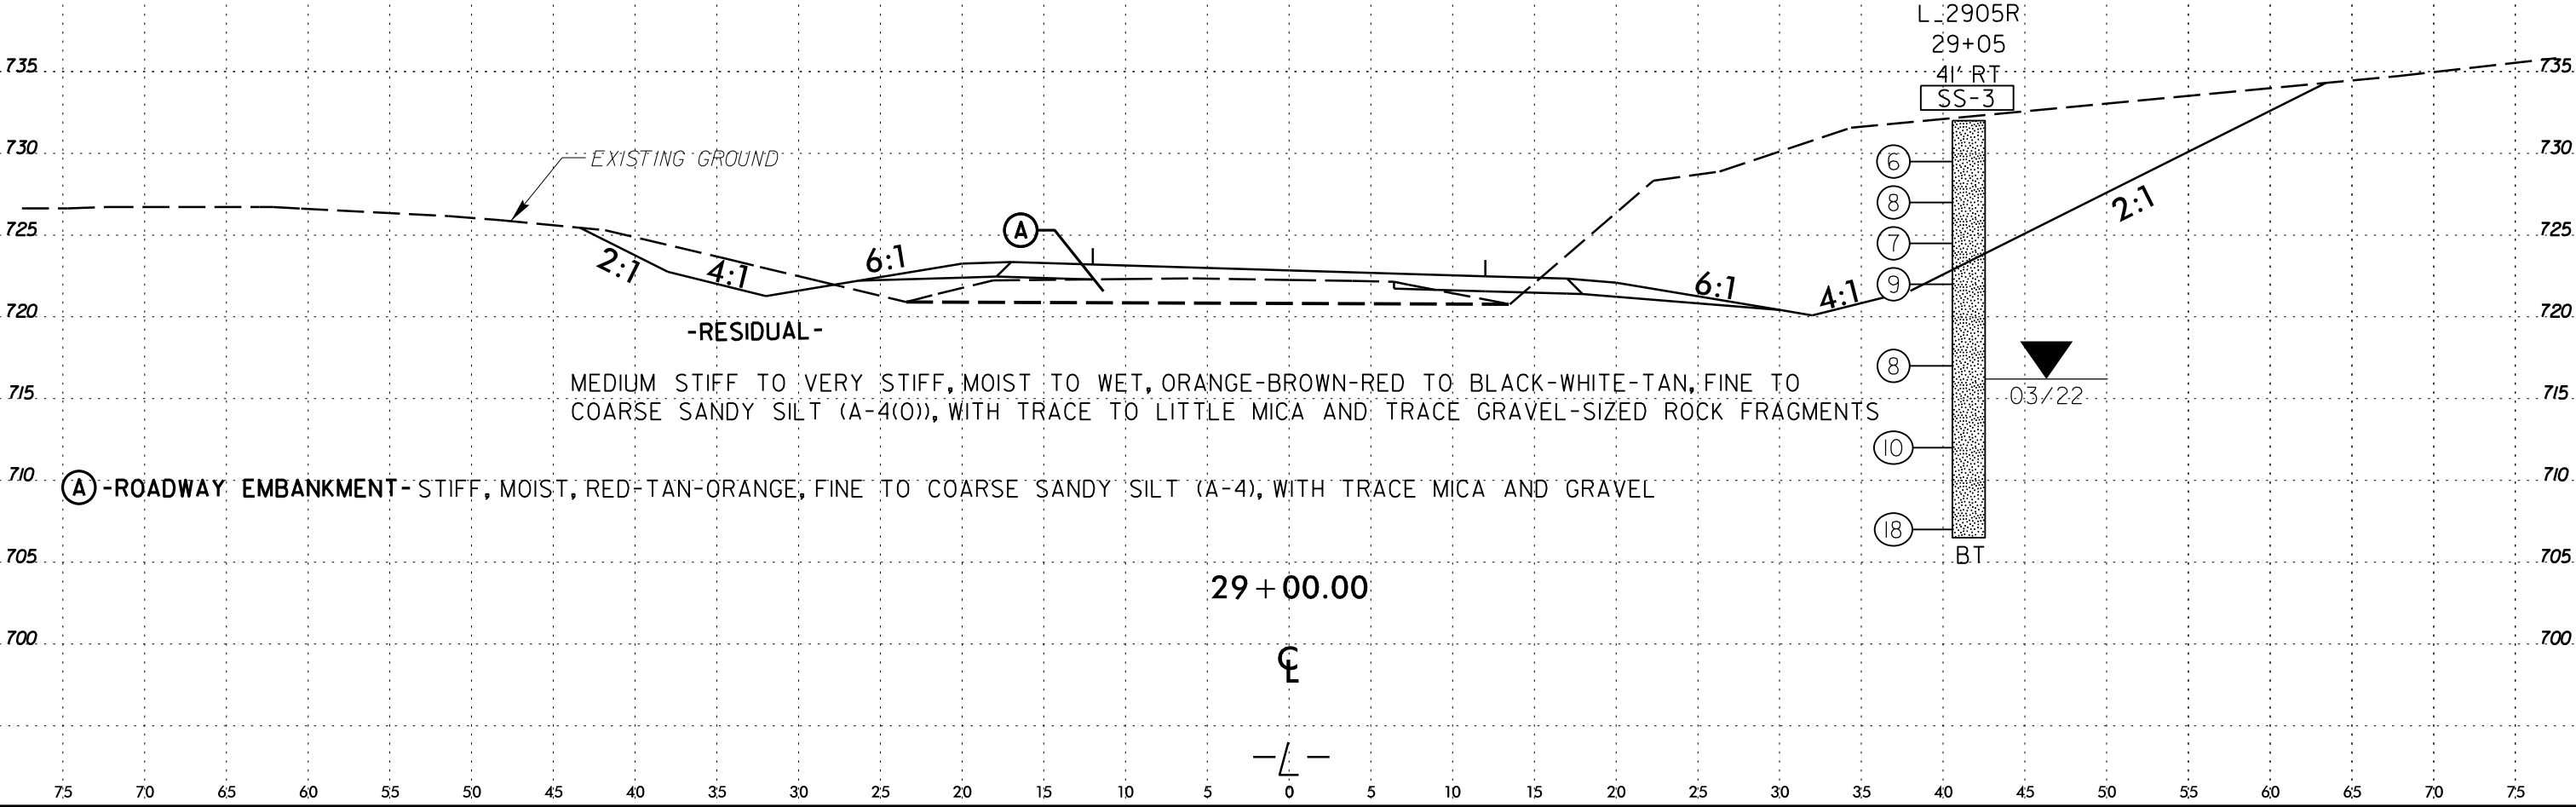 L_2905R
29+05
41' RT
SS-3
735 735
730 730
725 725
720 720
715 715
710 710
705 705
700 700
EXISTING GROUND
A
2:1 4:1 6:1 6:1 4:1 2:1
6
8
7
9
8
10
18
BT
03/22
-RESIDUAL-
MEDIUM STIFF TO VERY STIFF, MOIST TO WET, ORANGE-BROWN-RED TO BLACK-WHITE-TAN, FINE TO
COARSE SANDY SILT (A-4(0)), WITH TRACE TO LITTLE MICA AND TRACE GRAVEL-SIZED ROCK FRAGMENTS
A -ROADWAY EMBANKMENT- STIFF, MOIST, RED-TAN-ORANGE, FINE TO COARSE SANDY SILT (A-4), WITH TRACE MICA AND GRAVEL
29+00.00
℄
-L-
75 70 65 60 55 50 45 40 35 30 25 20 15 10 5 0 5 10 15 20 25 30 35 40 45 50 55 60 65 70 75